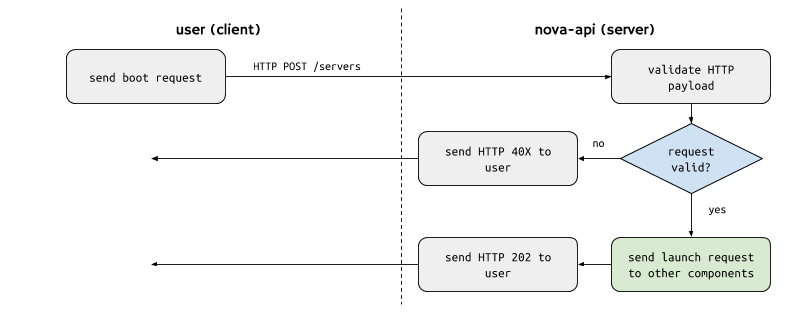 user (client)
nova-api (server)
send boot request
HTTP POST /servers
validate HTTP
payload
request
valid?
no
send HTTP 40X to
user
yes
send launch request
to other components
send HTTP 202 to
user